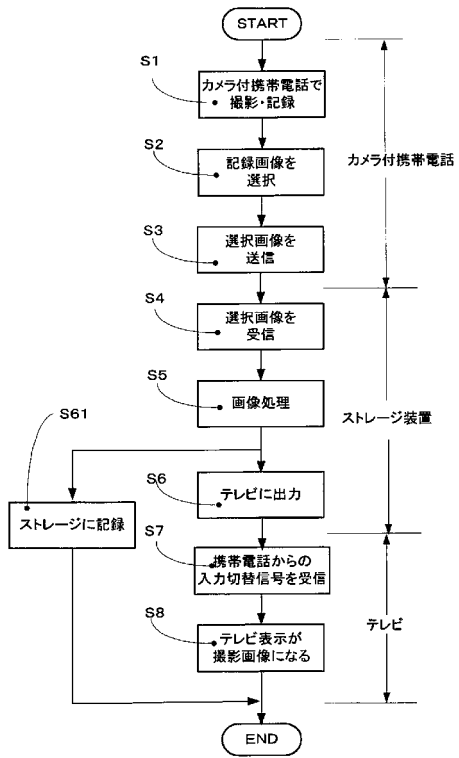 START
S1
カメラ付携帯電話で
撮影・記録
S2
記録画像を
選択
カメラ付携帯電話
S3
選択画像を
送信
S4
選択画像を
受信
S5
画像処理
S61
ストレージ装置
S6
テレビに出力
ストレージに記録
S7
携帯電話からの
入力切替信号を受信
S8
テレビ表示が
撮影画像になる
テレビ
END